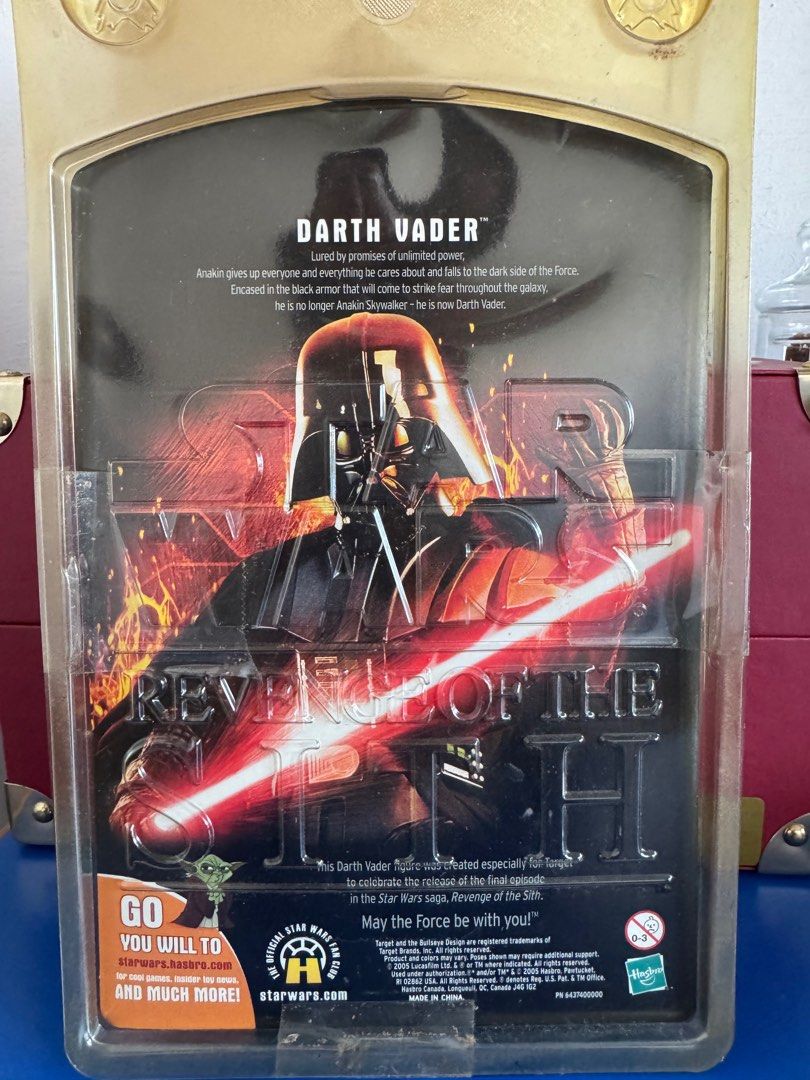 DARTH VADER™
Lured by promises of unlimited power,
Anakin gives up everyone and everything he cares about and falls to the dark side of the Force.
Encased in the black armor that will come to strike fear throughout the galaxy,
he is no longer Anakin Skywalker – he is now Darth Vader.
STAR
WARS
REVENGE OF THE
SITH
This Darth Vader figure was created especially for Target
to celebrate the release of the final episode
in the Star Wars saga, Revenge of the Sith.
May the Force be with you!™
GO
YOU WILL TO
starwars.hasbro.com
for cool games, insider toy news,
AND MUCH MORE!
THE OFFICIAL STAR WARS FAN CLUB
H
starwars.com
Target and the Bullseye Design are registered trademarks of
Target Brands, Inc. All rights reserved.
Product and colors may vary. Poses shown may require additional support.
© 2005 Lucasfilm Ltd. & ® or TM where indicated. All rights reserved.
Used under authorization. ®* and/or TM* & © 2005 Hasbro, Pawtucket,
RI 02862 USA. All Rights Reserved. ® denotes Reg. U.S. Pat. & TM Office.
Hasbro Canada, Longueuil, QC, Canada J4G 1G2
MADE IN CHINA
PN 6437400000
0-3
Hasbro